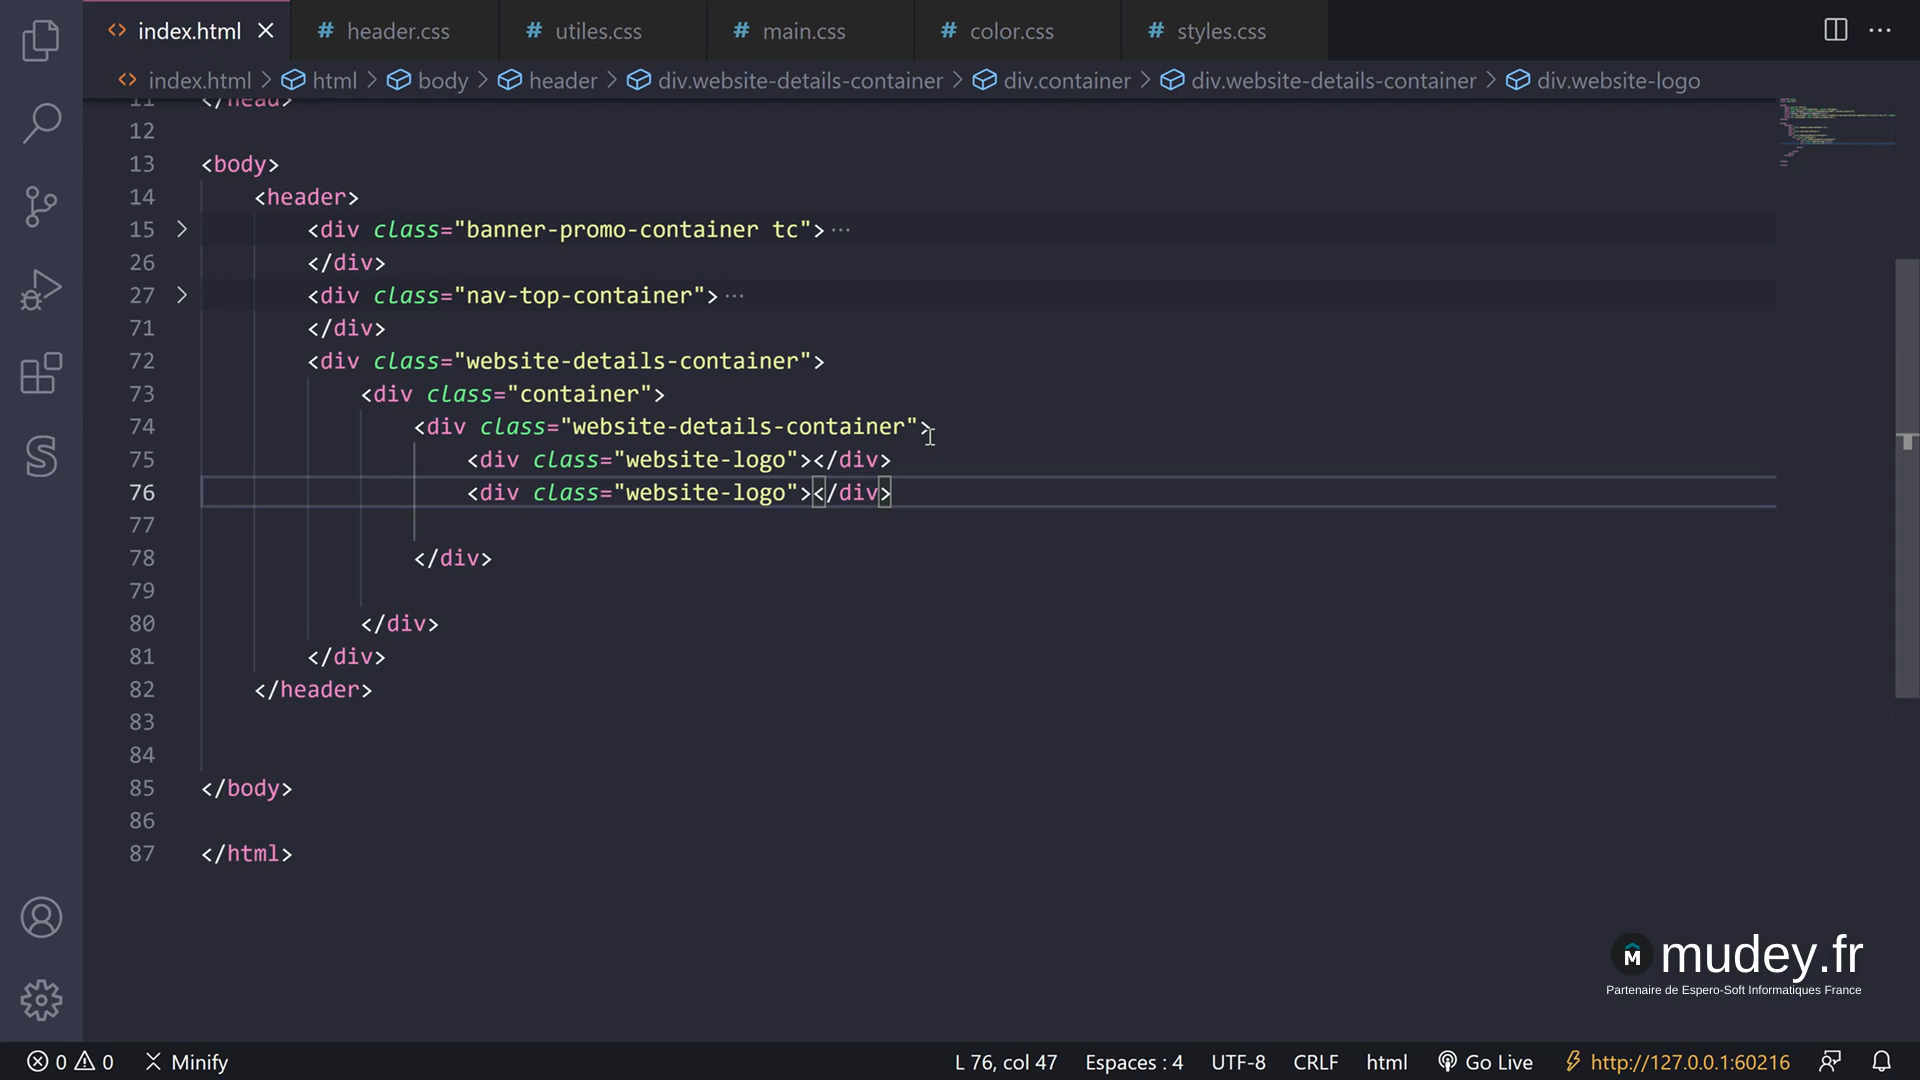 index.html
header.css
utiles.css
main.css
color.css
styles.css
index.html > html > body > header > div.website-details-container > div.container > div.website-details-container > div.website-logo
11 </head>
12
13 <body>
14 <header>
15 <div class="banner-promo-container tc"> ···
26 </div>
27 <div class="nav-top-container"> ···
71 </div>
72 <div class="website-details-container">
73 <div class="container">
74 <div class="website-details-container">
75 <div class="website-logo"></div>
76 <div class="website-logo"></div>
77
78 </div>
79
80 </div>
81 </div>
82 </header>
83
84
85 </body>
86
87 </html>
M mudey.fr
Partenaire de Espero-Soft Informatiques France
0 0 Minify L 76, col 47 Espaces : 4 UTF-8 CRLF html Go Live http://127.0.0.1:60216